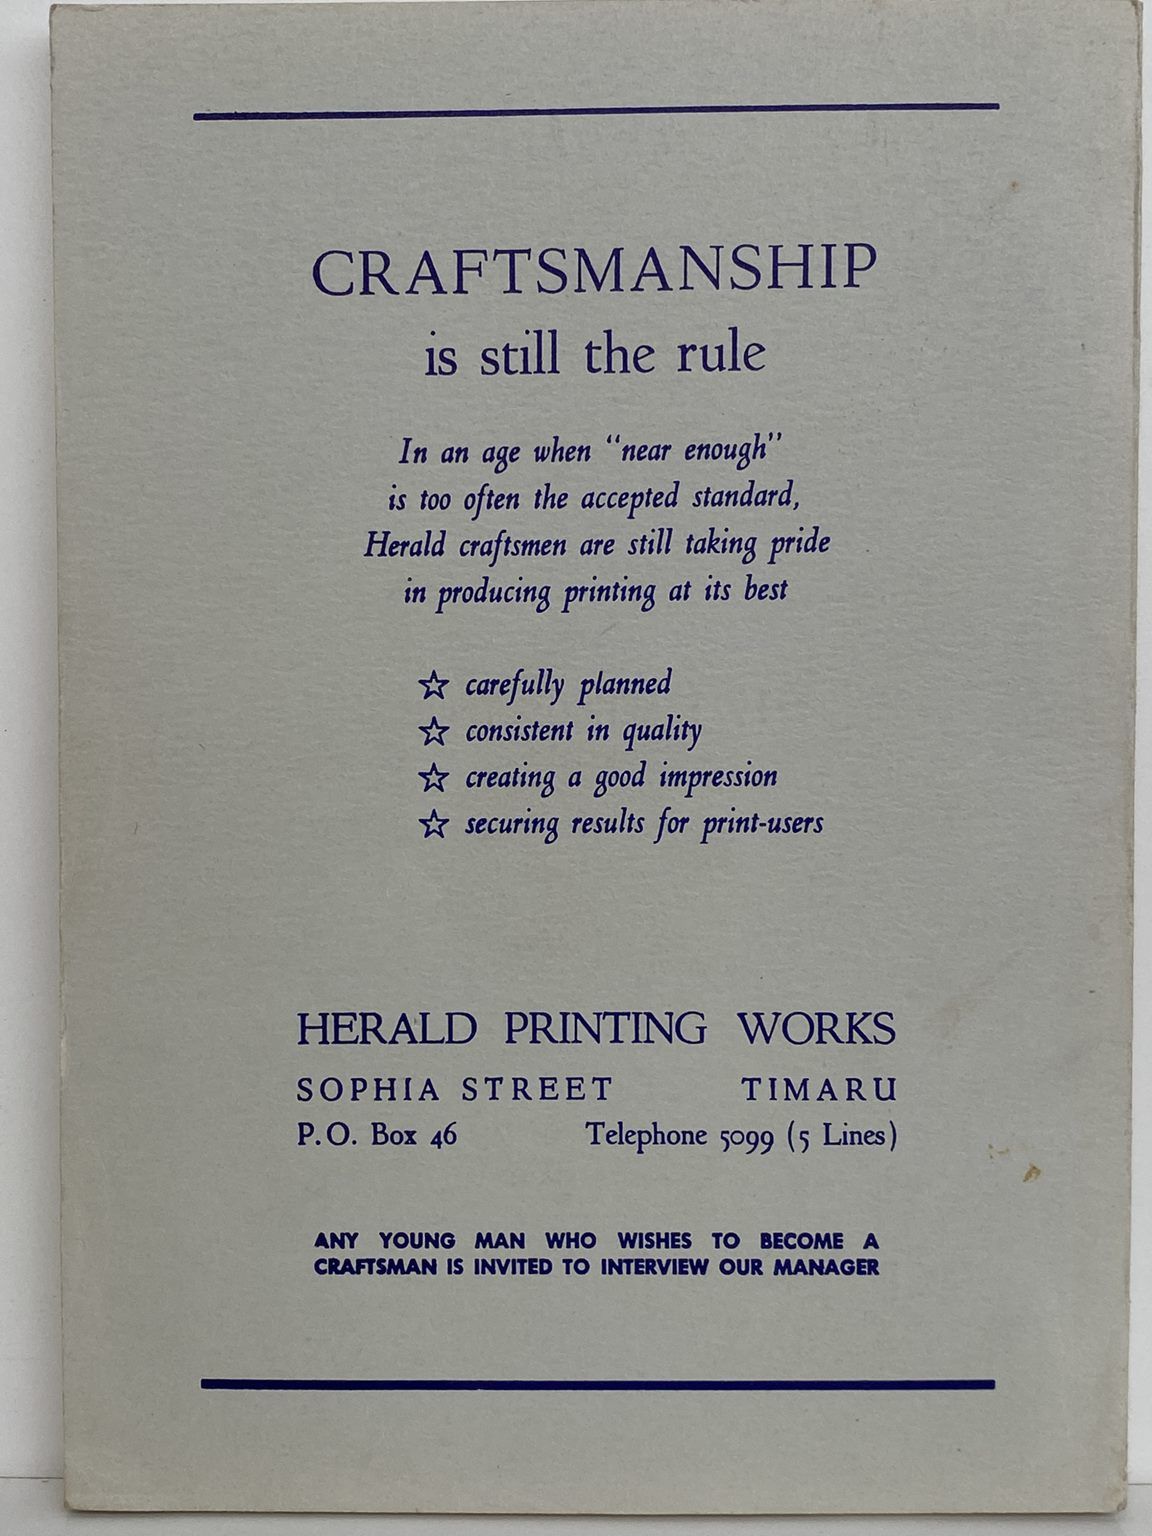 CRAFTSMANSHIP
is still the rule
In an age when "near enough"
is too often the accepted standard,
Herald craftsmen are still taking pride
in producing printing at its best
☆ carefully planned
☆ consistent in quality
☆ creating a good impression
☆ securing results for print-users
HERALD PRINTING WORKS
SOPHIA STREET TIMARU
P.O. Box 46 Telephone 5099 (5 Lines)
ANY YOUNG MAN WHO WISHES TO BECOME A
CRAFTSMAN IS INVITED TO INTERVIEW OUR MANAGER